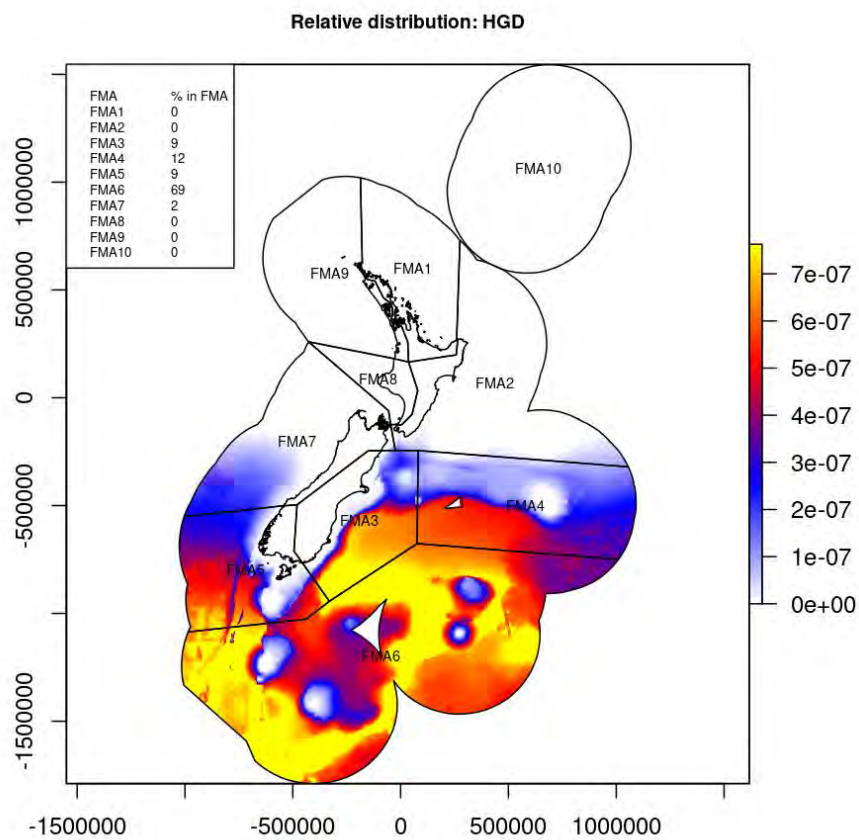 Relative distribution: HGD
FMA % in FMA
FMA1 0
FMA2 0
FMA3 9
FMA4 12
FMA5 9
FMA6 69
FMA7 2
FMA8 0
FMA9 0
FMA10 0
FMA10
FMA9
FMA1
FMA8
FMA2
FMA7
FMA4
FMA3
FMA5
FMA6
1000000
500000
0
-500000
-1500000
7e-07
6e-07
5e-07
4e-07
3e-07
2e-07
1e-07
0e+00
-1500000 -500000 0 500000 1000000